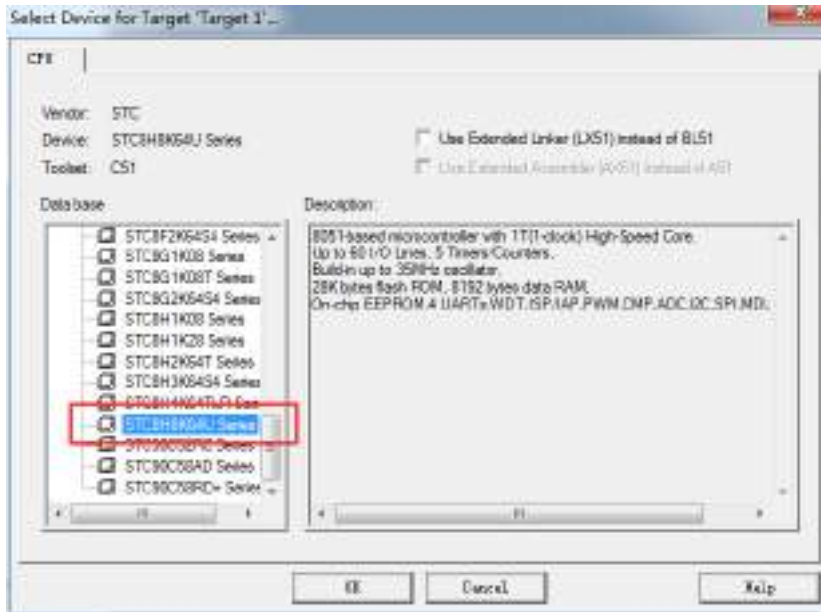 Select Device for Target 'Target 1'...
CPU
Vendor: STC
Device: STC8H8K64U Series
Toolset: C51
Use Extended Linker (LX51) instead of BL51
Use Extended Assembler (AX51) instead of A51
Data base
Description:
STC8F2K64S4 Series
STC8G1K08 Series
STC8G1K08T Series
STC8G2K64S4 Series
STC8H1K08 Series
STC8H1K28 Series
STC8H2K64T Series
STC8H3K64S4 Series
STC8H8K64U Series
STC90C58AD Series
STC90C58RD+ Series
8051-based microcontroller with 1T(1-clock) High-Speed Core.
Up to 60 I/O Lines, 5 Timers/Counters.
Build-in up to 35MHz oscillator.
28K bytes flash ROM, 8192 bytes data RAM,
On-chip EEPROM,4 UARTs,WDT,ISP,IAP,PWM,CMP,ADC,I2C,SPI,MDU,
OK
Cancel
Help